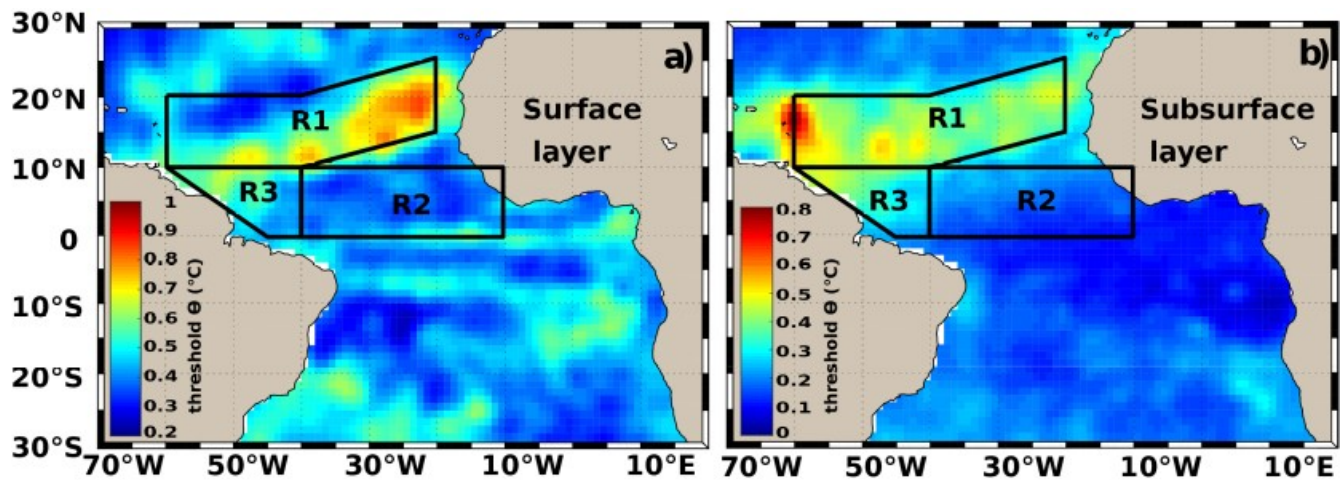 30°N
20°N
10°N
0
10°S
20°S
30°S
a)
Surface
layer
R1
R3
R2
1
0.9
0.8
0.7
0.6
0.5
0.4
0.3
0.2
threshold Θ (°C)
70°W 50°W 30°W 10°W 10°E
b)
Subsurface
layer
R1
R3
R2
0.8
0.7
0.6
0.5
0.4
0.3
0.2
0.1
0
threshold Θ (°C)
70°W 50°W 30°W 10°W 10°E